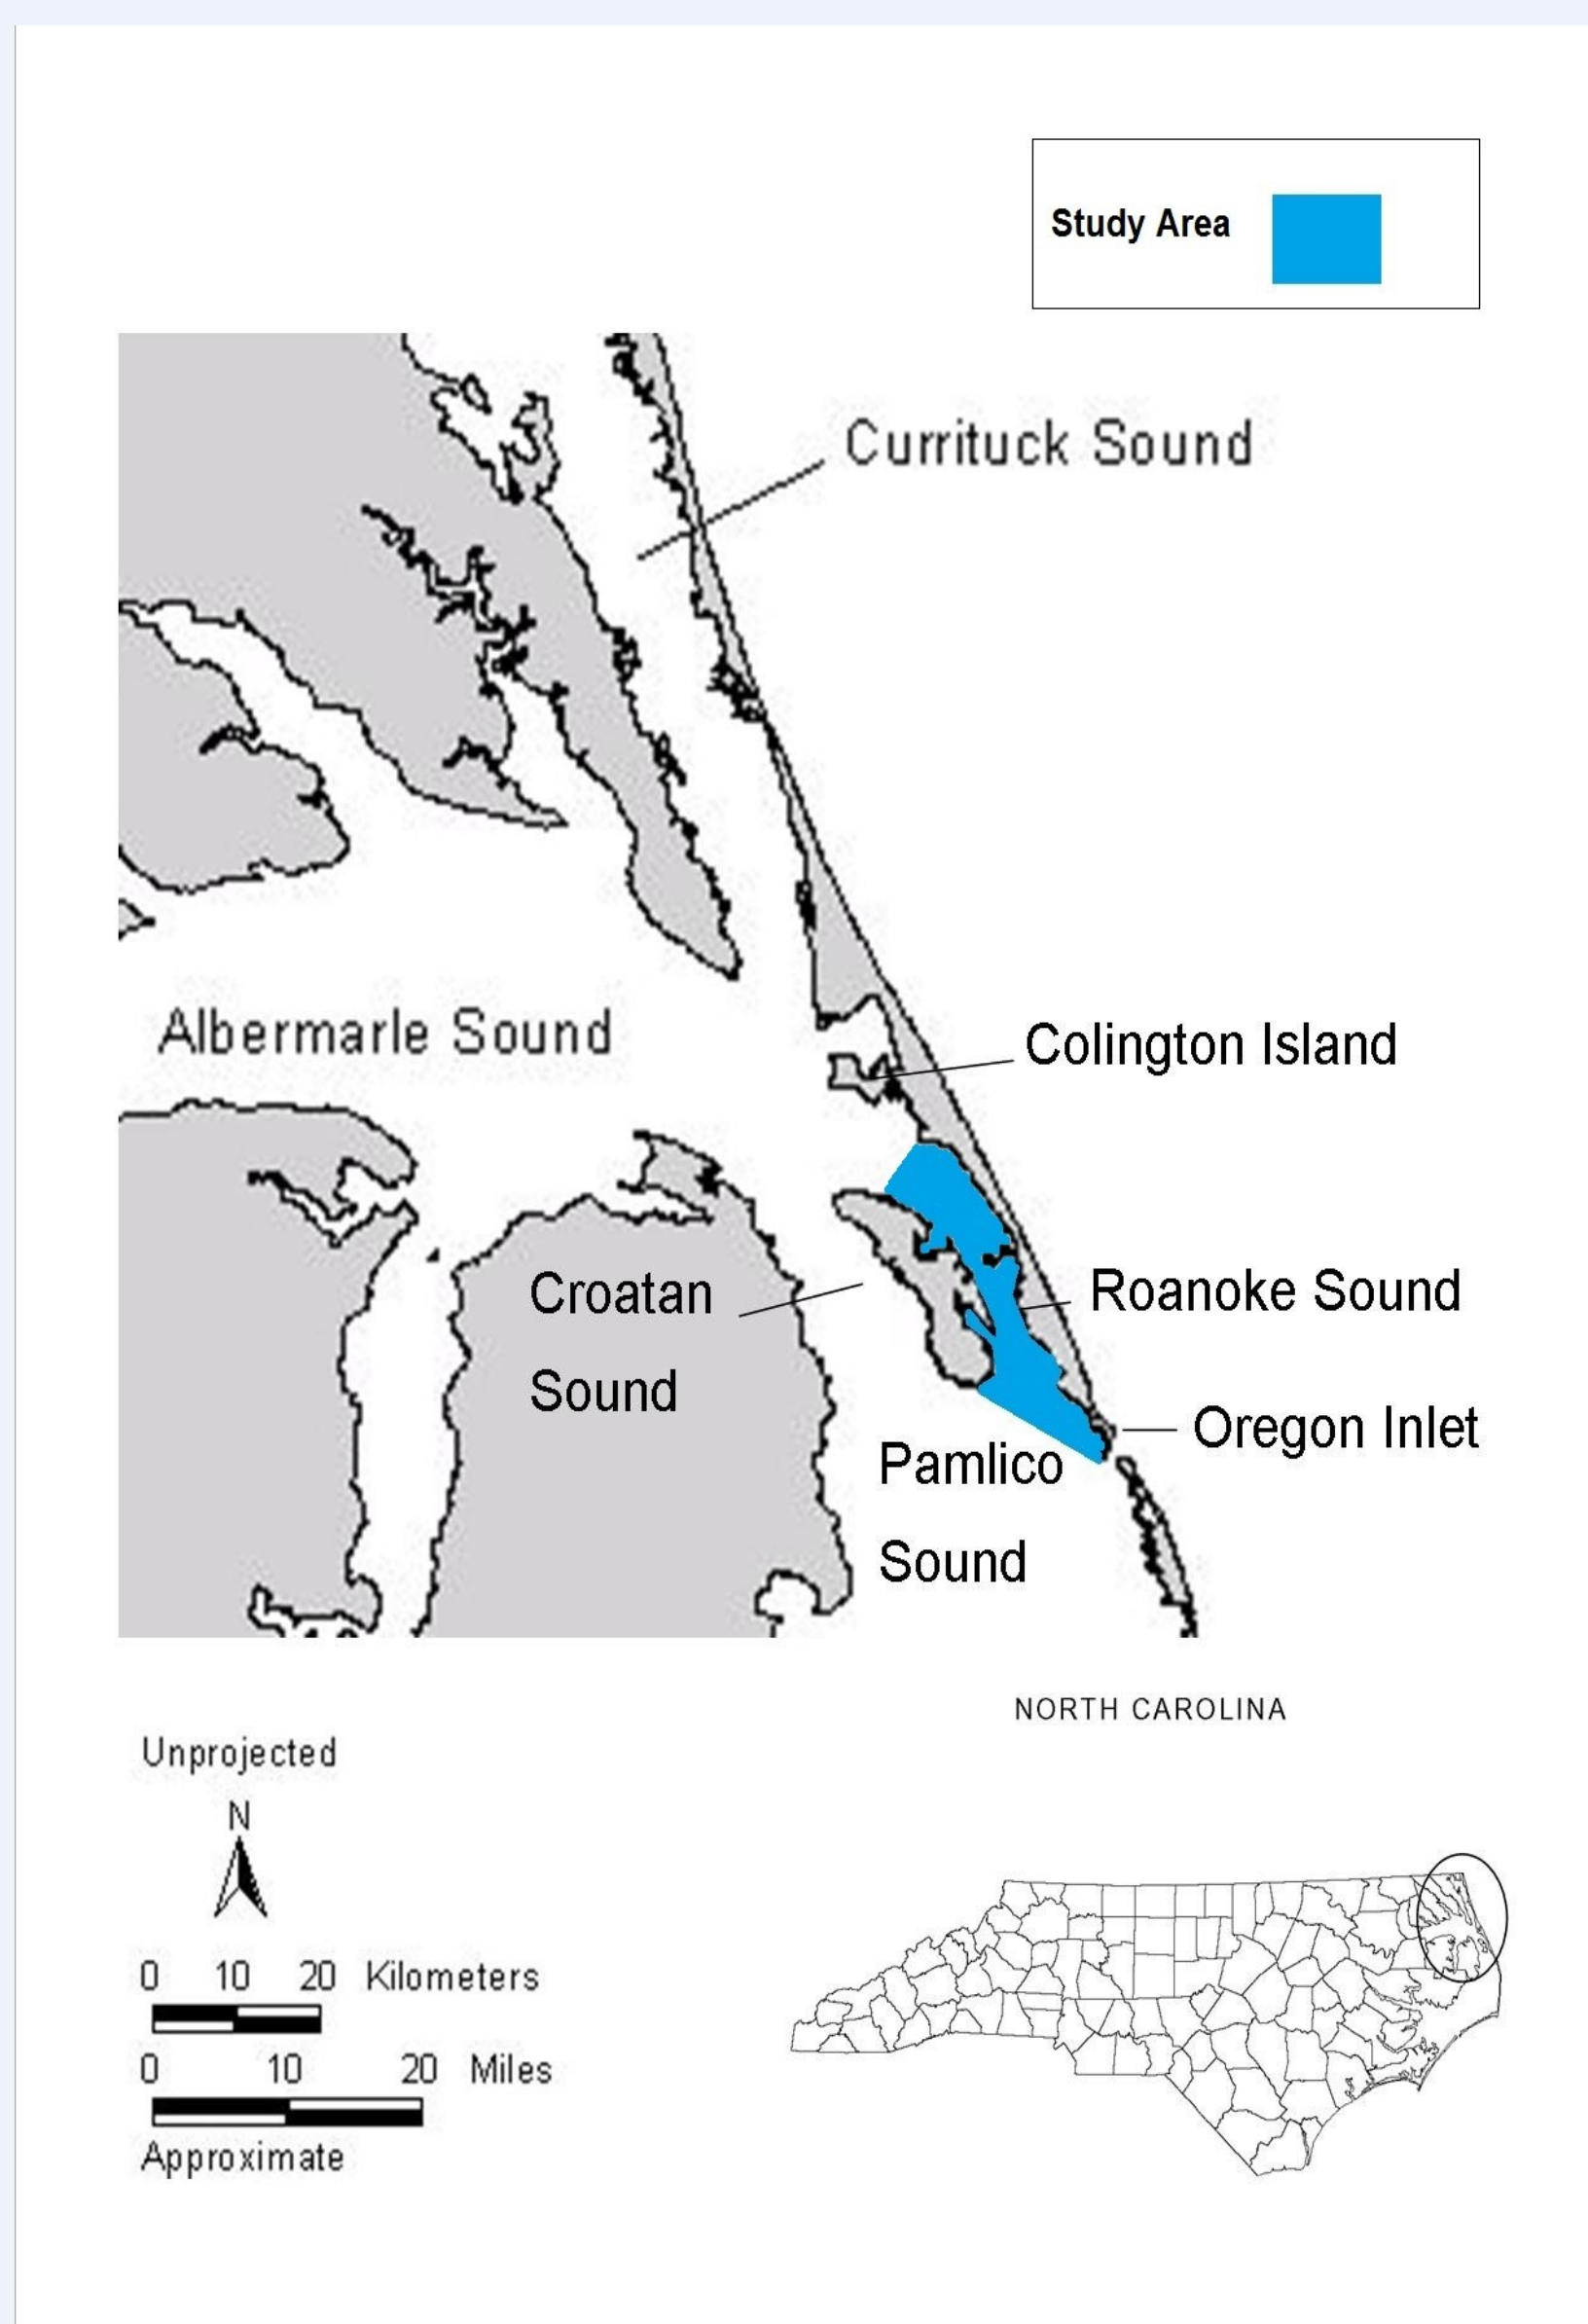 Study Area
Currituck Sound
Albermarle Sound
Colington Island
Croatan
Sound
Roanoke Sound
Oregon Inlet
Pamlico
Sound
NORTH CAROLINA
Unprojected
N
0 10 20 Kilometers
0 10 20 Miles
Approximate